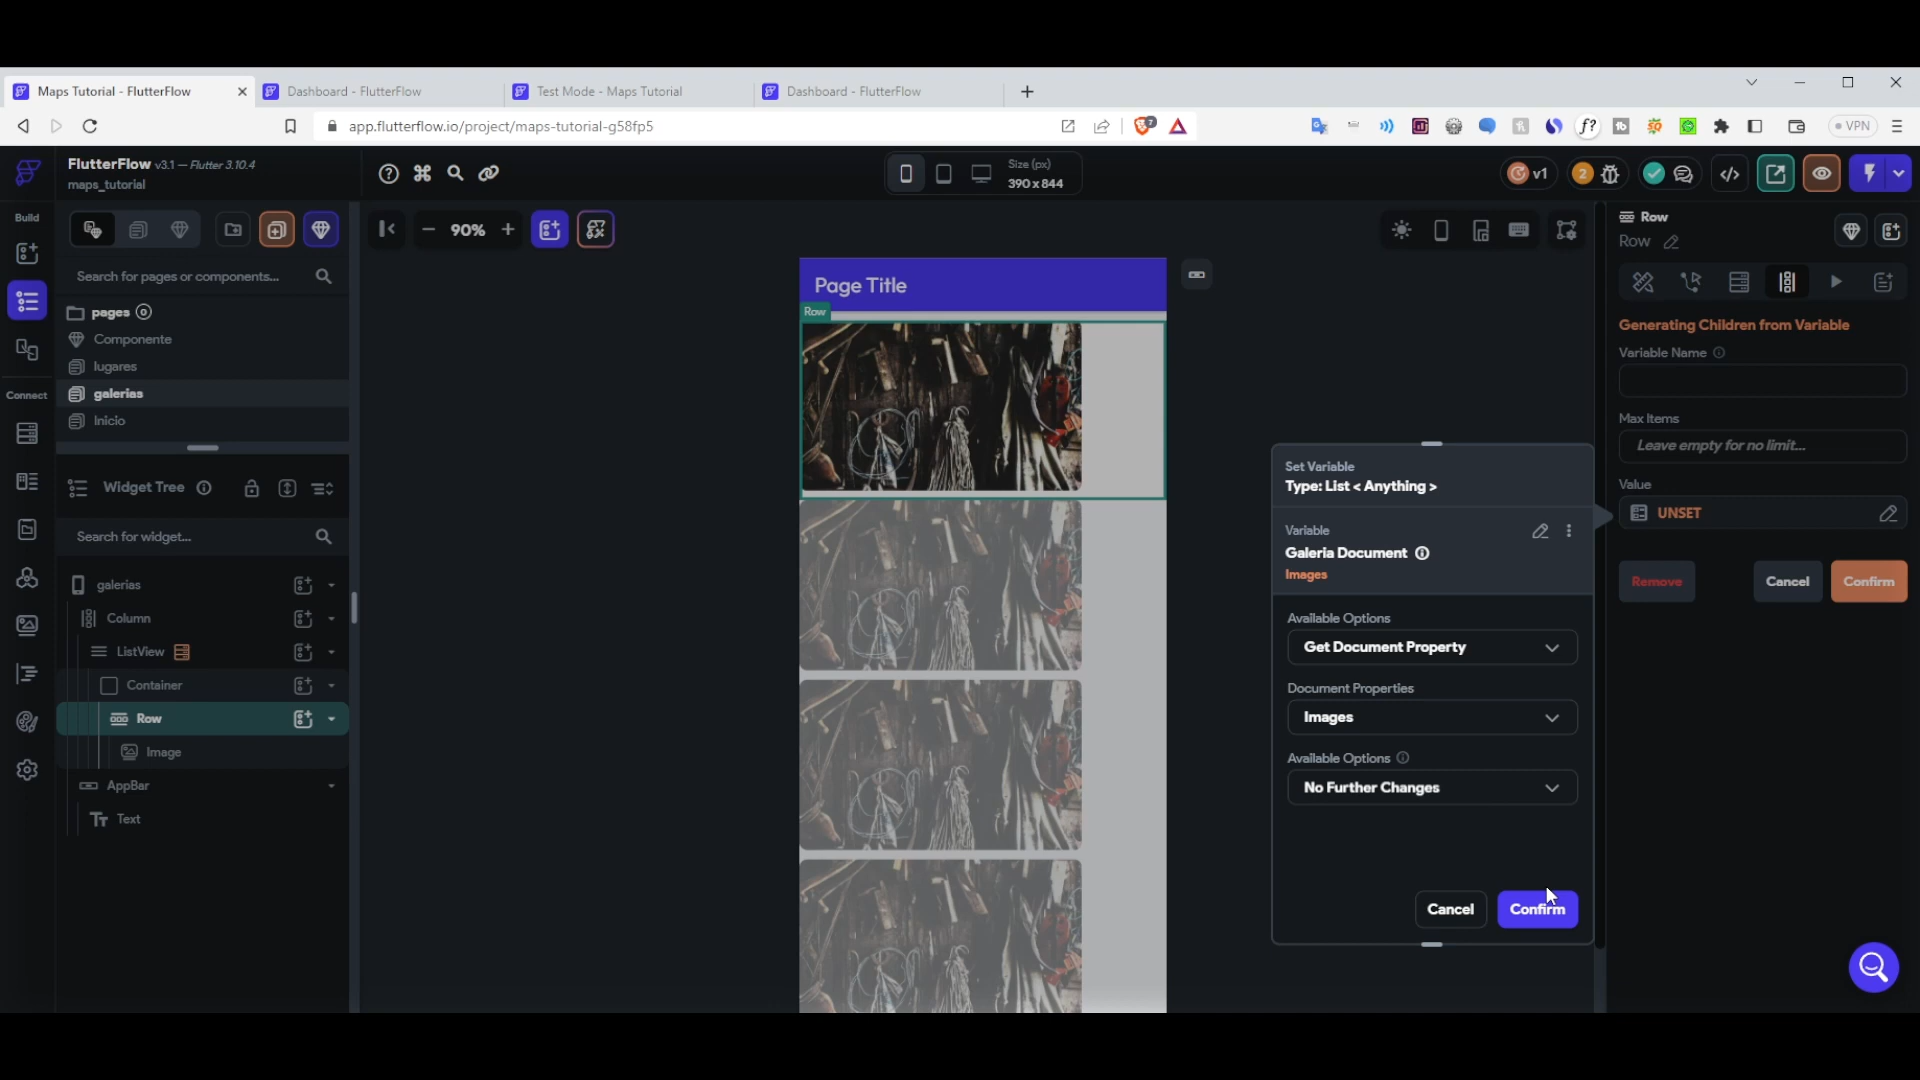 Maps Tutorial - FlutterFlow
Dashboard - FlutterFlow
Test Mode - Maps Tutorial
Dashboard - FlutterFlow
app.flutterflow.io/project/maps-tutorial-g58fp5
VPN
FlutterFlow v3.1 — Flutter 3.10.4
maps_tutorial
Size (px)
390 x 844
v1
2
Build
Connect
90%
Search for pages or components...
pages 0
Componente
lugares
galerias
Inicio
Widget Tree
Search for widget...
galerias
Column
ListView
Container
Row
Image
AppBar
Text
Page Title
Row
Set Variable
Type: List < Anything >
Variable
Galeria Document
Images
Available Options
Get Document Property
Document Properties
Images
Available Options
No Further Changes
Cancel
Confirm
Row
Row
Generating Children from Variable
Variable Name
Max Items
Leave empty for no limit...
Value
UNSET
Remove
Cancel
Confirm